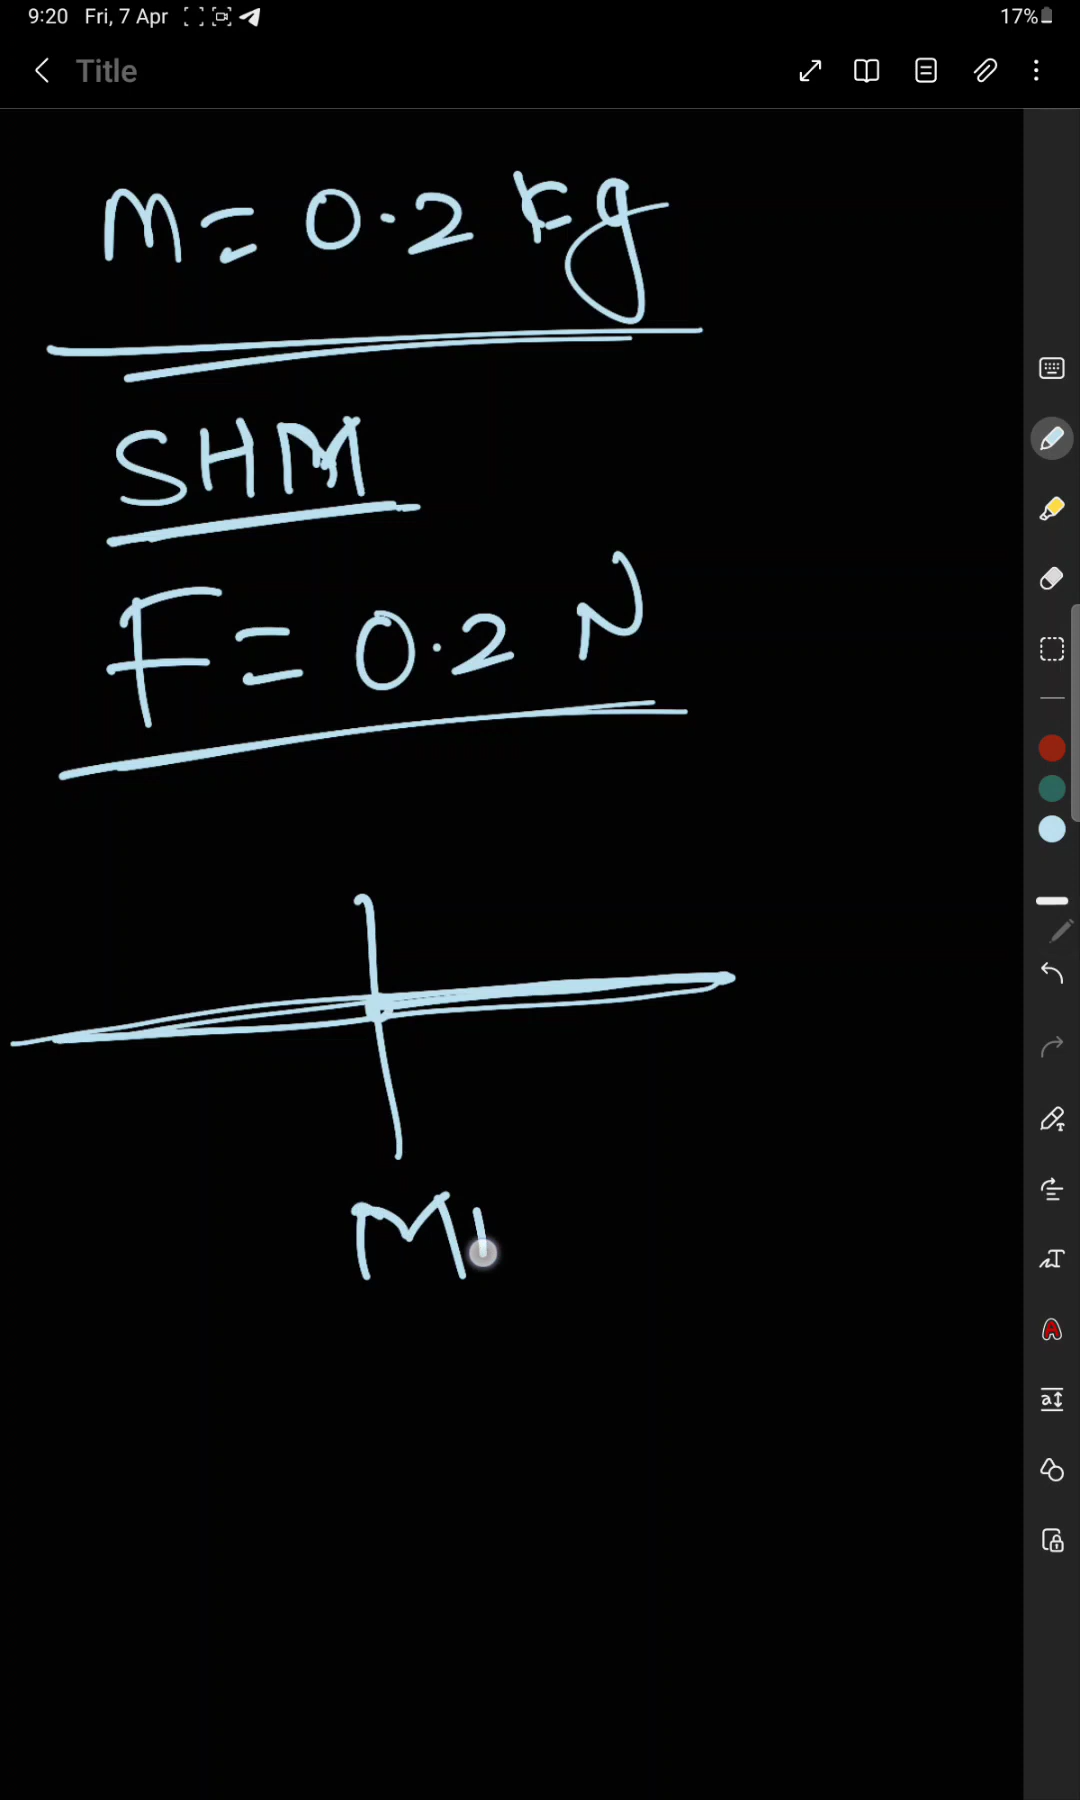 9:20 Fri, 7 Apr 17%
Title
M = 0.2 kg
SHM
F = 0.2 N
M